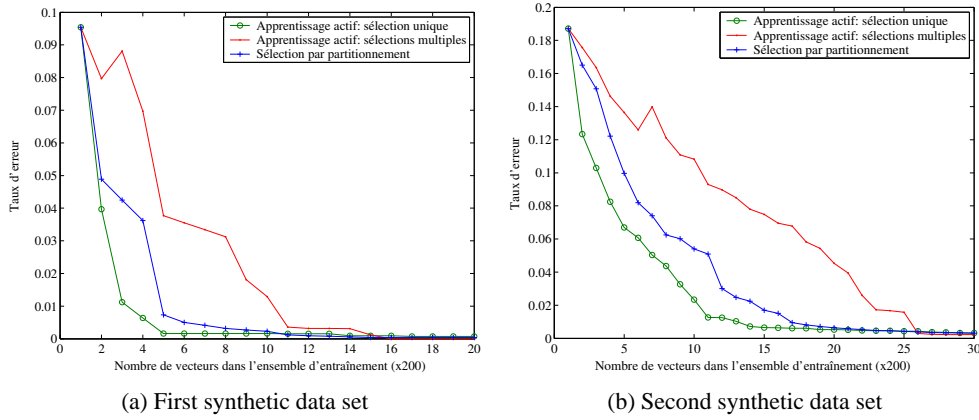 Apprentissage actif: sélection unique
Apprentissage actif: sélections multiples
Sélection par partitionnement
0.1
0.09
0.08
0.07
0.06
0.05
0.04
0.03
0.02
0.01
0
Taux d'erreur
0 2 4 6 8 10 12 14 16 18 20
Nombre de vecteurs dans l'ensemble d'entraînement (x200)
(a) First synthetic data set
Apprentissage actif: sélection unique
Apprentissage actif: sélections multiples
Sélection par partitionnement
0.2
0.18
0.16
0.14
0.12
0.1
0.08
0.06
0.04
0.02
0
Taux d'erreur
0 5 10 15 20 25 30
Nombre de vecteurs dans l'ensemble d'entraînement (x200)
(b) Second synthetic data set